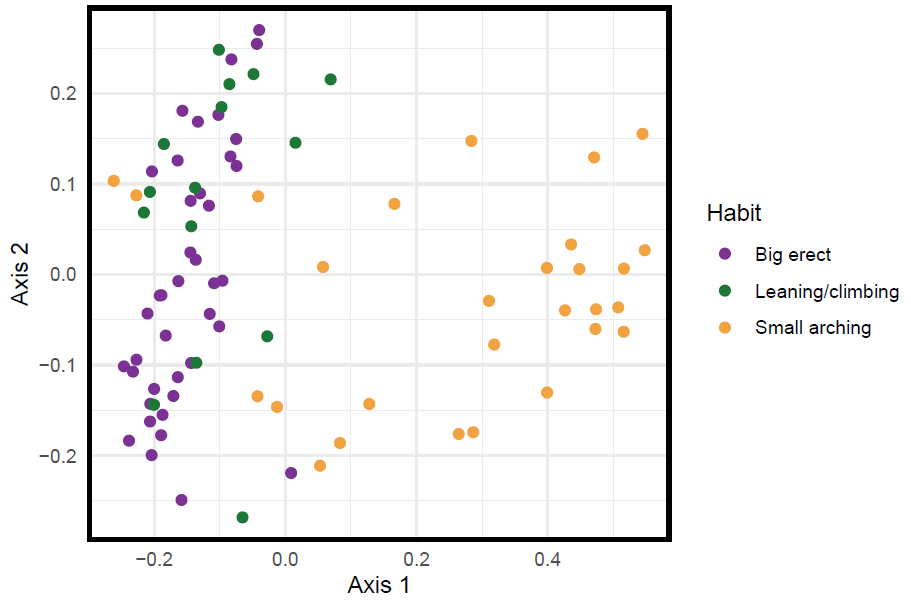 0.2
0.1
0.0
−0.1
−0.2
Axis 2
−0.2 0.0 0.2 0.4
Axis 1
Habit
Big erect
Leaning/climbing
Small arching